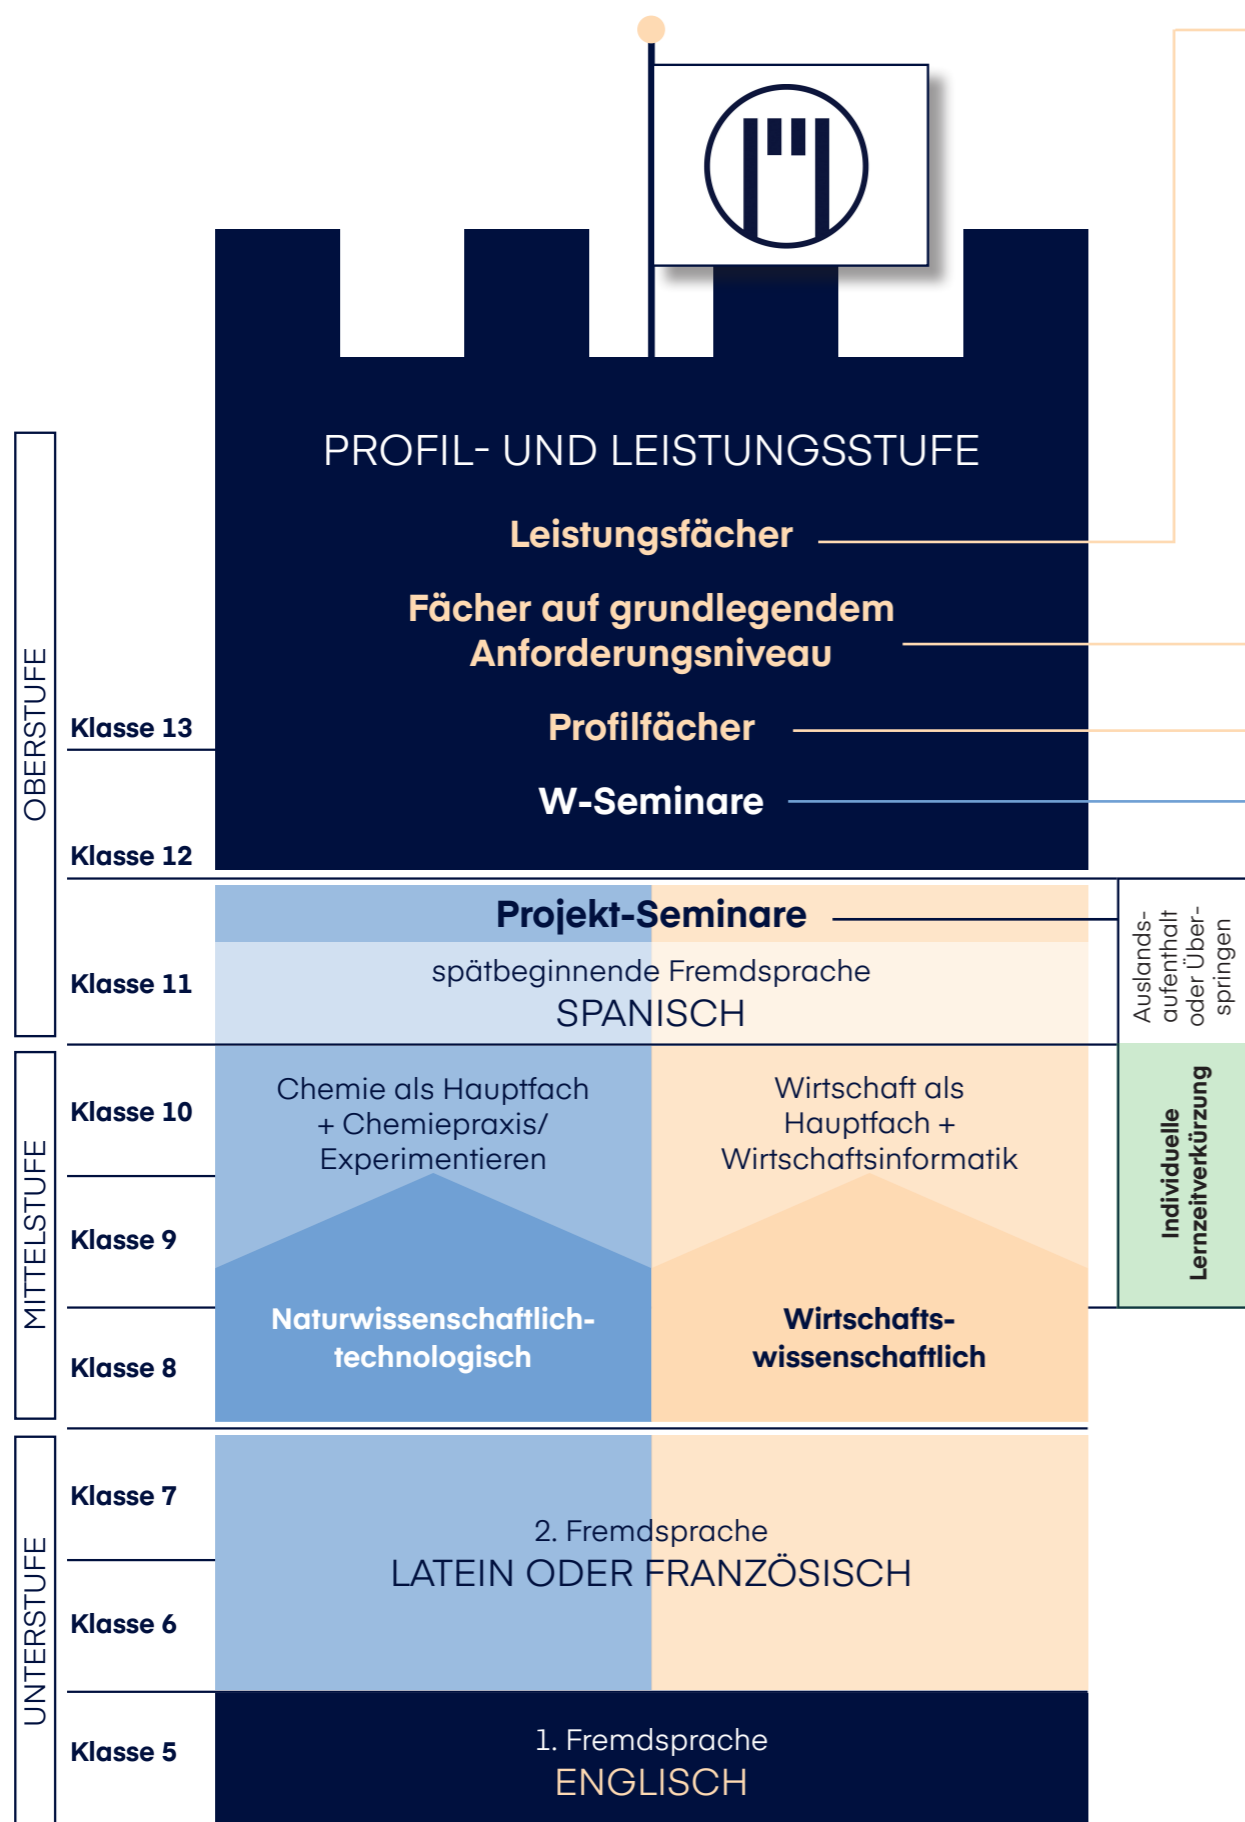 PROFIL- UND LEISTUNGSSTUFE
Leistungsfächer
Fächer auf grundlegendem
Anforderungsniveau
Profilfächer
W-Seminare
OBERSTUFE
Klasse 13
Klasse 12
Klasse 11
Projekt-Seminare
spätbeginnende Fremdsprache
SPANISCH
Auslands-
aufenthalt
oder Über-
springen
MITTELSTUFE
Klasse 10
Klasse 9
Klasse 8
Chemie als Hauptfach
+ Chemiepraxis/
Experimentieren
Wirtschaft als
Hauptfach +
Wirtschaftsinformatik
Individuelle
Lernzeitverkürzung
Naturwissenschaftlich-
technologisch
Wirtschafts-
wissenschaftlich
UNTERSTUFE
Klasse 7
Klasse 6
Klasse 5
2. Fremdsprache
LATEIN ODER FRANZÖSISCH
1. Fremdsprache
ENGLISCH